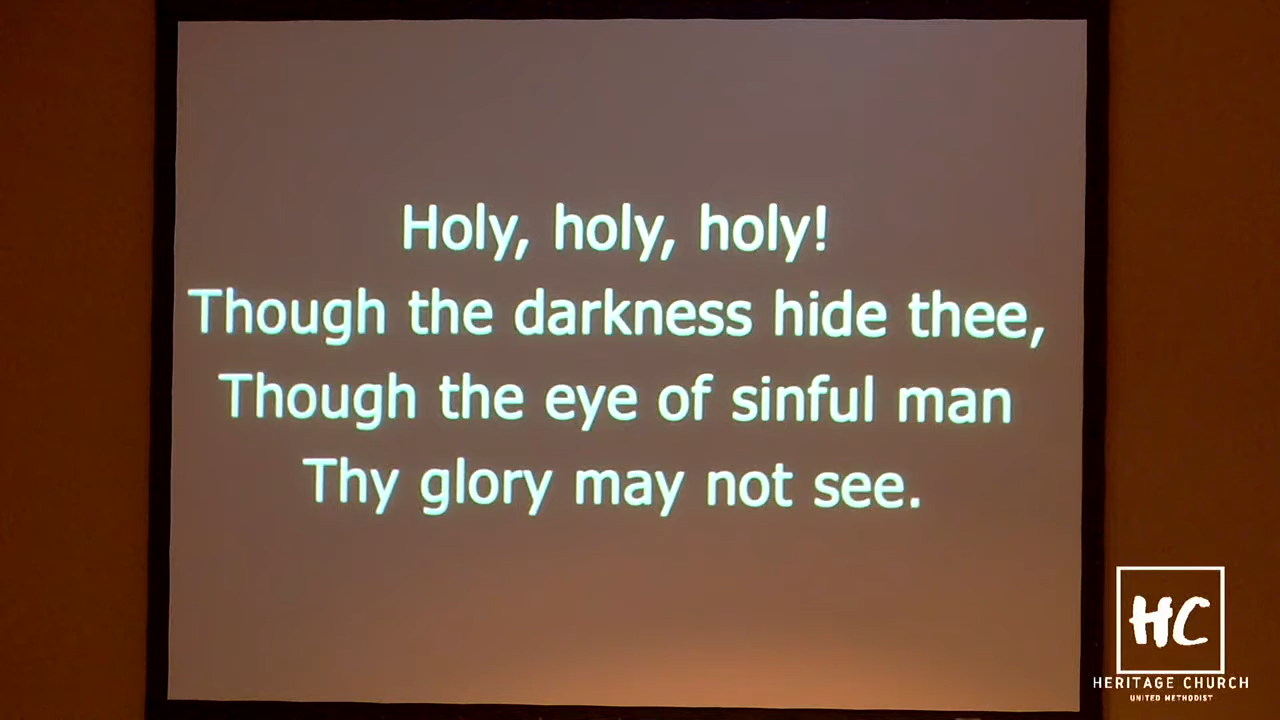 Holy, holy, holy!
Though the darkness hide thee,
Though the eye of sinful man
Thy glory may not see.
HC
HERITAGE CHURCH
UNITED METHODIST